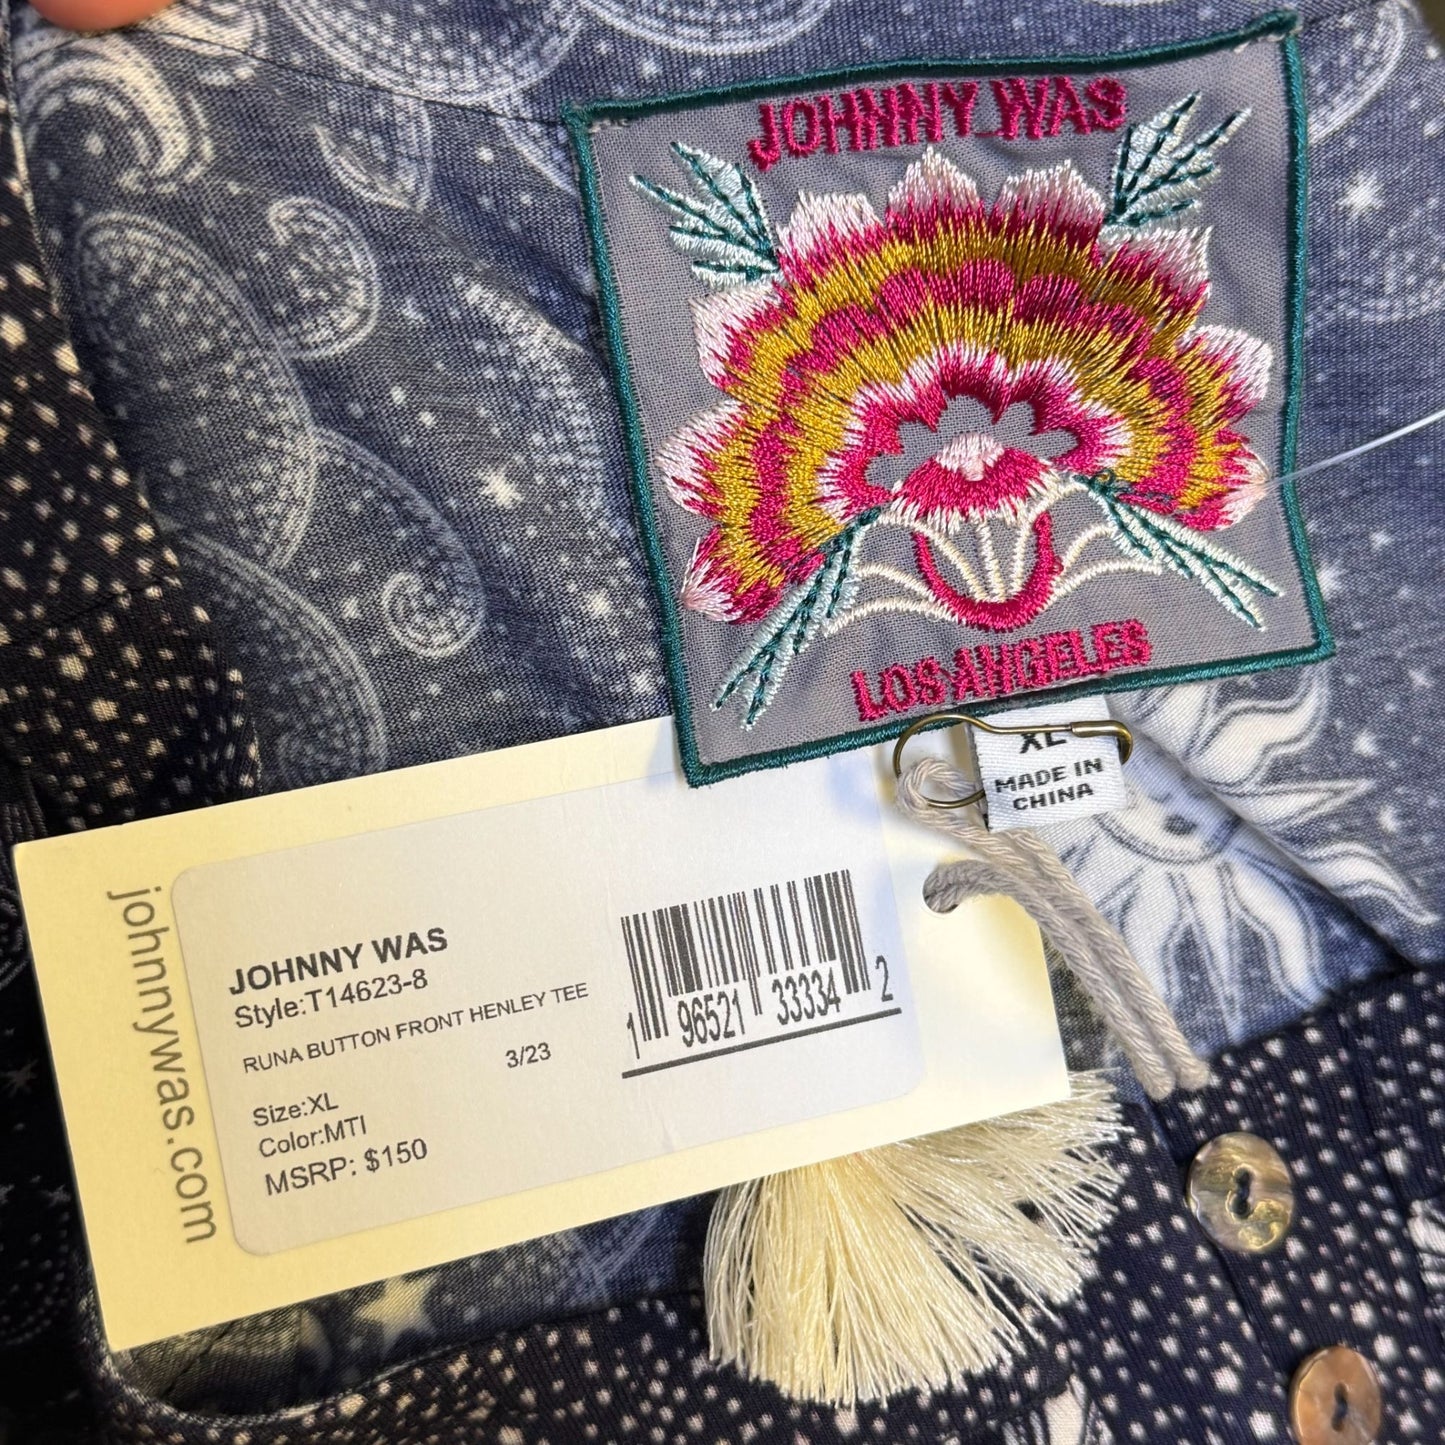 JOHNNY WAS
LOS ANGELES
XL
MADE IN
CHINA
johnnywas.com
JOHNNY WAS
Style:T14623-8
RUNA BUTTON FRONT HENLEY TEE
3/23
Size:XL
Color:MTI
MSRP: $150
1 96521 33334 2